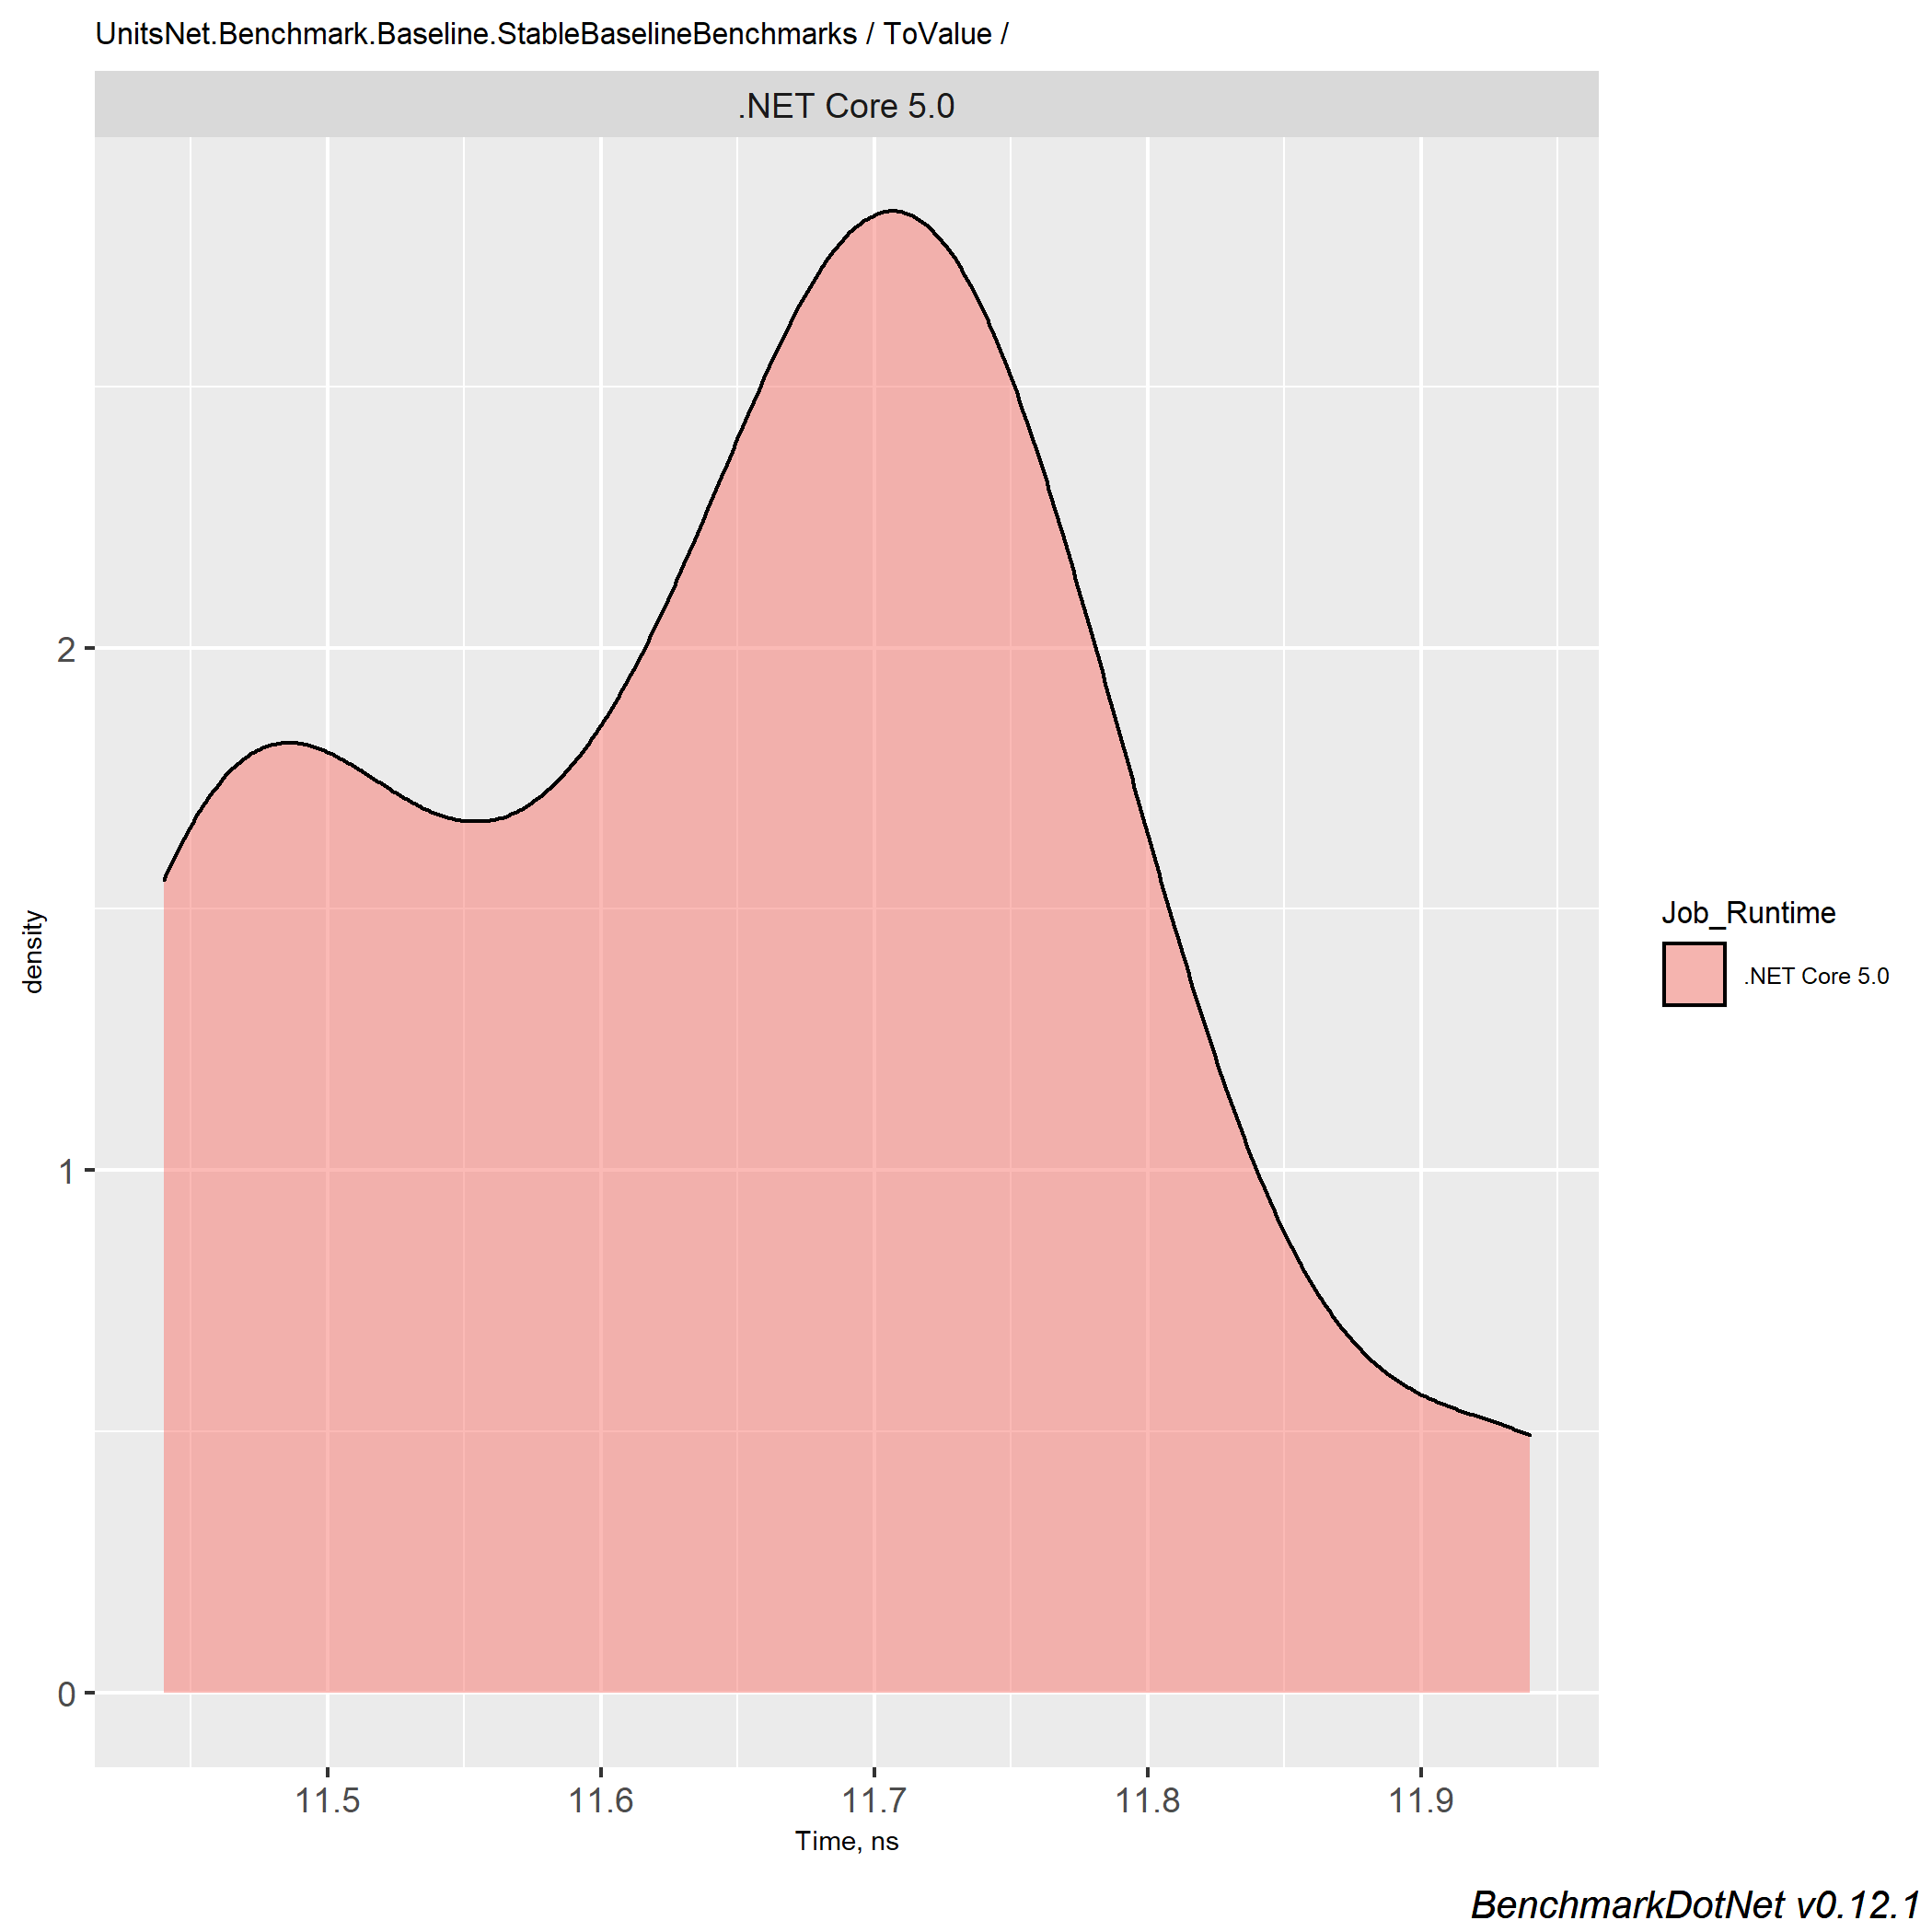 UnitsNet.Benchmark.Baseline.StableBaselineBenchmarks / ToValue /
.NET Core 5.0
2
1
0
density
11.5 11.6 11.7 11.8 11.9
Time, ns
Job_Runtime
.NET Core 5.0
BenchmarkDotNet v0.12.1